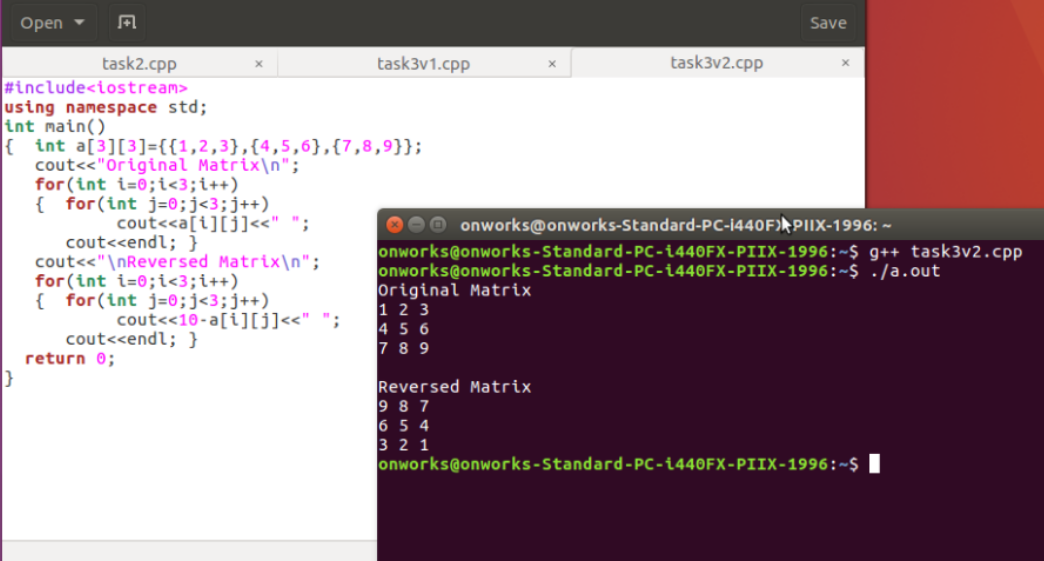 Open Save
task2.cpp × task3v1.cpp × task3v2.cpp ×
#include<iostream>
using namespace std;
int main()
{  int a[3][3]={{1,2,3},{4,5,6},{7,8,9}};
   cout<<"Original Matrix\n";
   for(int i=0;i<3;i++)
   {  for(int j=0;j<3;j++)
           cout<<a[i][j]<<" ";
      cout<<endl; }
   cout<<"\nReversed Matrix\n";
   for(int i=0;i<3;i++)
   {  for(int j=0;j<3;j++)
           cout<<10-a[i][j]<<" ";
      cout<<endl; }
  return 0;
}
onworks@onworks-Standard-PC-i440FX-PIIX-1996: ~
onworks@onworks-Standard-PC-i440FX-PIIX-1996:~$ g++ task3v2.cpp
onworks@onworks-Standard-PC-i440FX-PIIX-1996:~$ ./a.out
Original Matrix
1 2 3
4 5 6
7 8 9
Reversed Matrix
9 8 7
6 5 4
3 2 1
onworks@onworks-Standard-PC-i440FX-PIIX-1996:~$